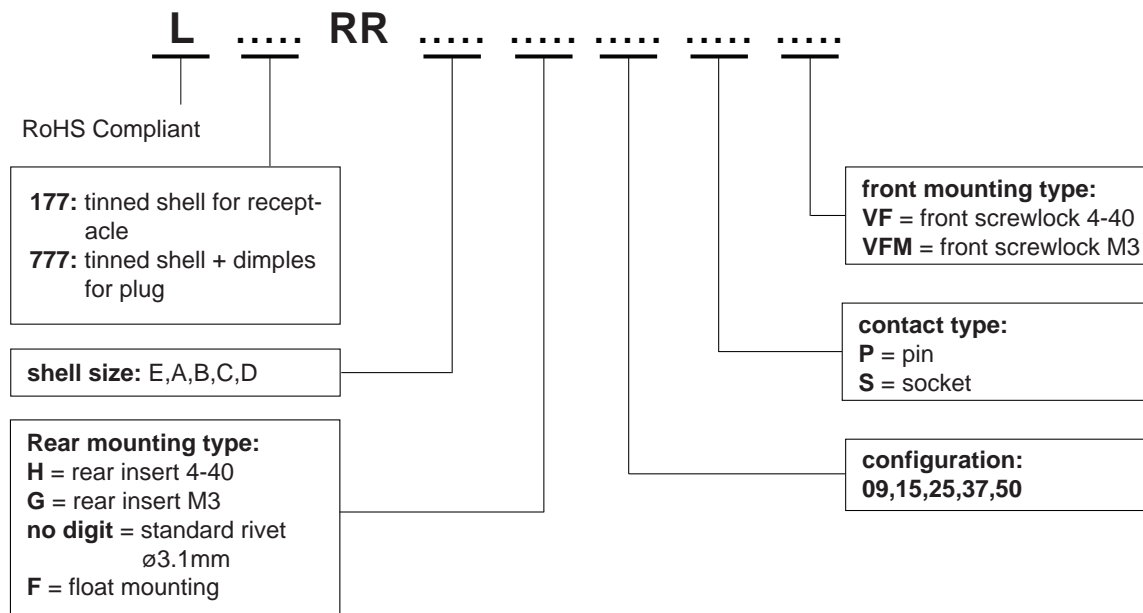 L ..... RR ..... ..... ..... ..... .....
RoHS Compliant
177: tinned shell for recept-
acle
777: tinned shell + dimples
for plug
shell size: E,A,B,C,D
Rear mounting type:
H = rear insert 4-40
G = rear insert M3
no digit = standard rivet
ø3.1mm
F = float mounting
front mounting type:
VF = front screwlock 4-40
VFM = front screwlock M3
contact type:
P = pin
S = socket
configuration:
09,15,25,37,50